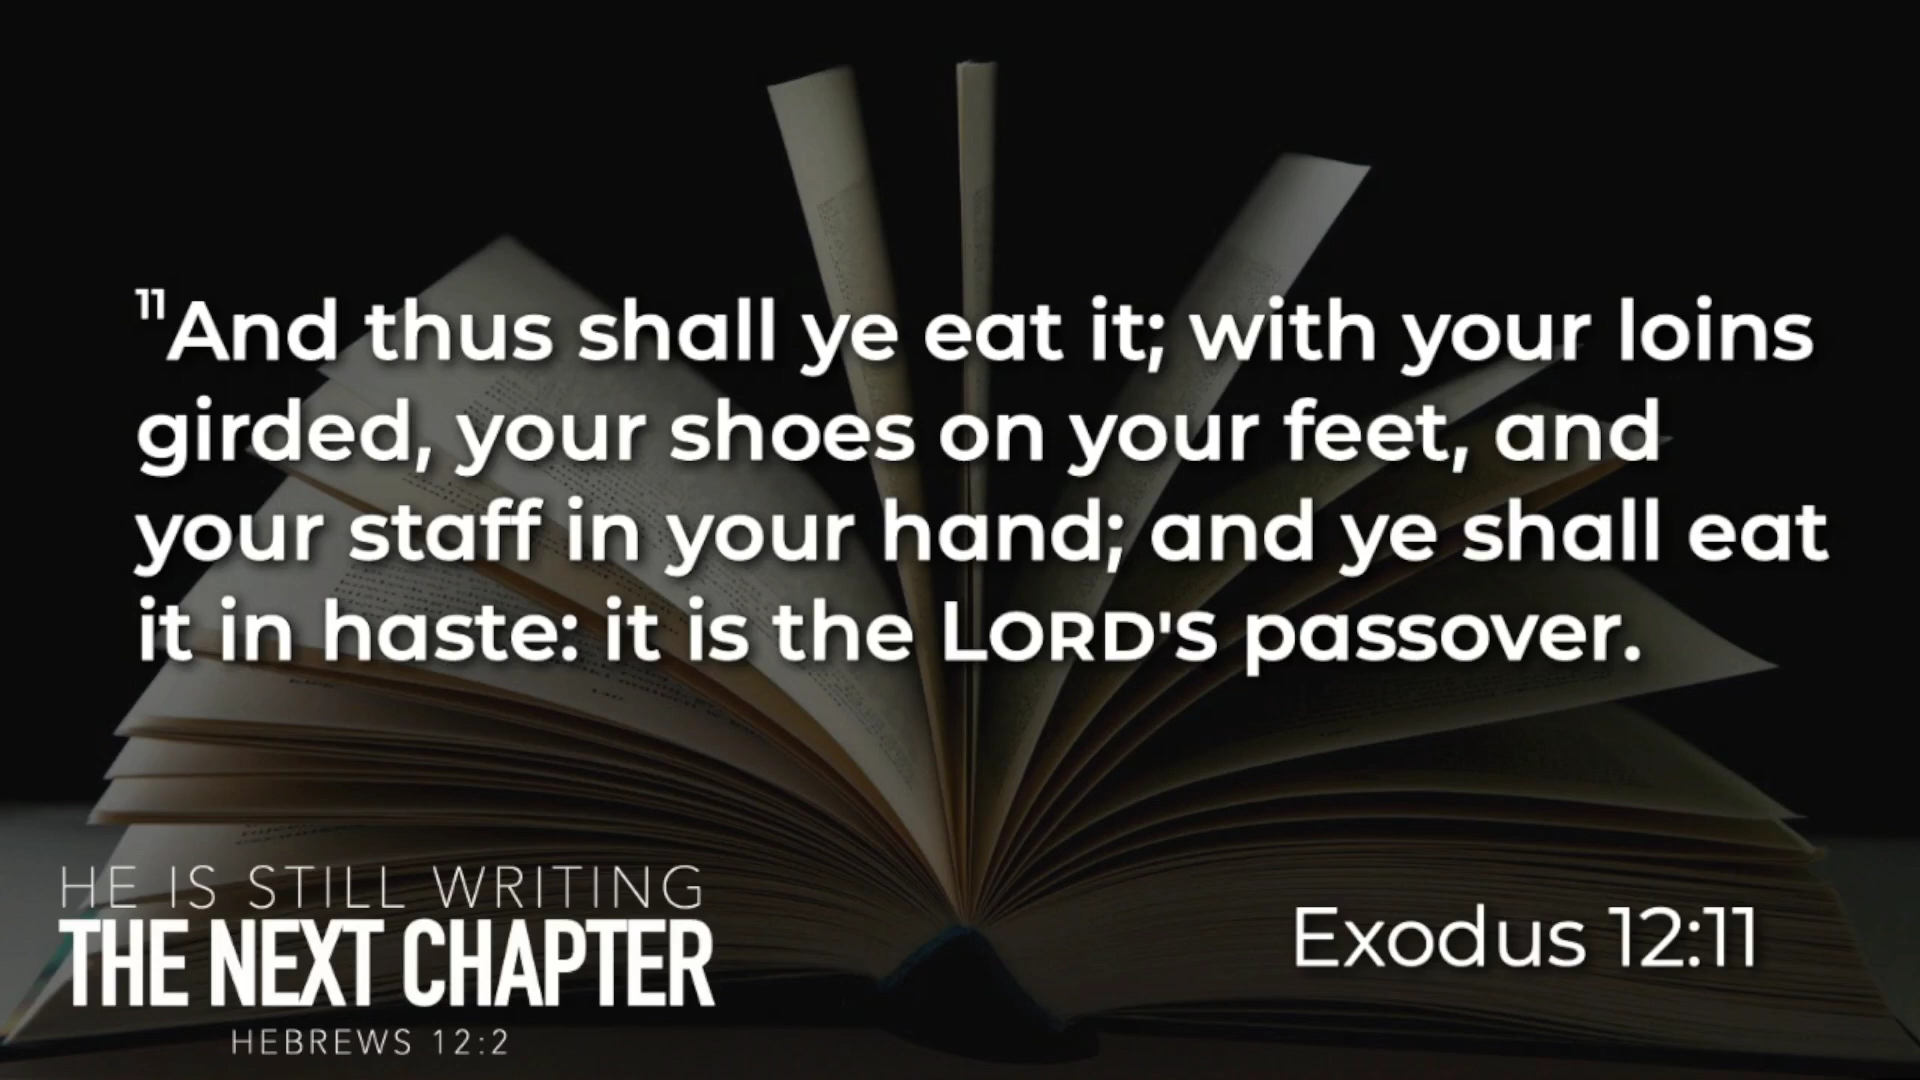 11And thus shall ye eat it; with your loins
girded, your shoes on your feet, and
your staff in your hand; and ye shall eat
it in haste: it is the LORD'S passover.
HE IS STILL WRITING
THE NEXT CHAPTER
HEBREWS 12:2
Exodus 12:11